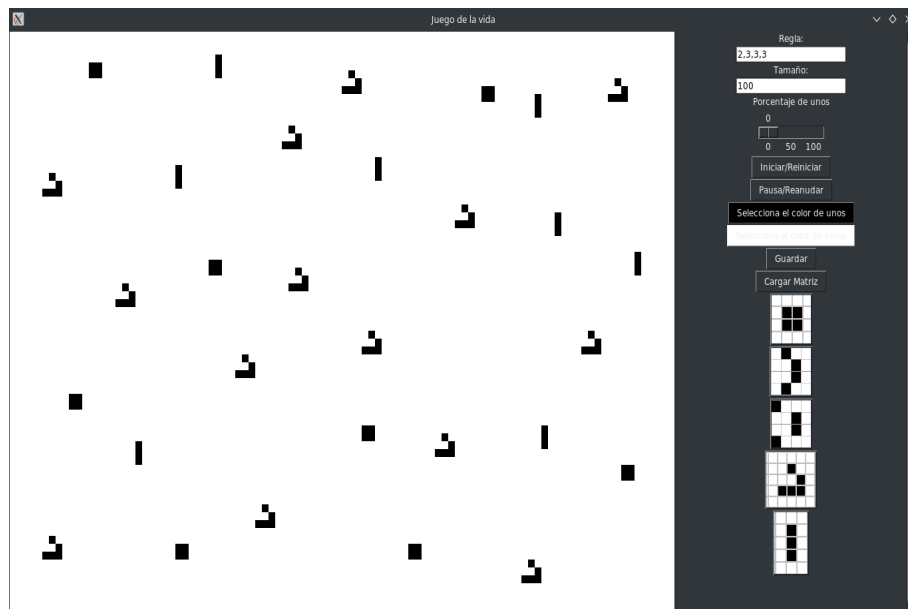 Juego de la vida
Regla:
2,3,3,3
Tamaño:
100
Porcentaje de unos
0
0 50 100
Iniciar/Reiniciar
Pausa/Reanudar
Selecciona el color de unos
Guardar
Cargar Matriz